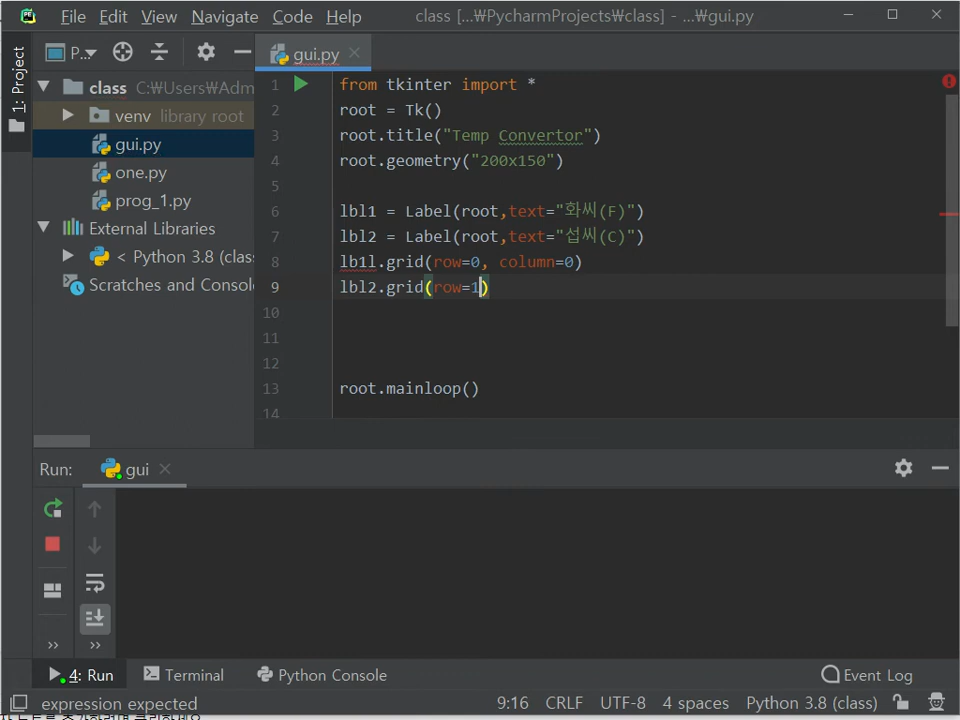 File Edit View Navigate Code Help class [...₩PycharmProjects₩class] - ...₩gui.py
P...
gui.py
1: Project
class C:₩Users₩Adm
venv library root
gui.py
one.py
prog_1.py
External Libraries
< Python 3.8 (clas
Scratches and Consol
1 from tkinter import *
2 root = Tk()
3 root.title("Temp Convertor")
4 root.geometry("200x150")
5
6 lbl1 = Label(root,text="화씨(F)")
7 lbl2 = Label(root,text="섭씨(C)")
8 lb1l.grid(row=0, column=0)
9 lbl2.grid(row=1)
10
11
12
13 root.mainloop()
14
Run: gui
4: Run Terminal Python Console Event Log
expression expected 9:16 CRLF UTF-8 4 spaces Python 3.8 (class)